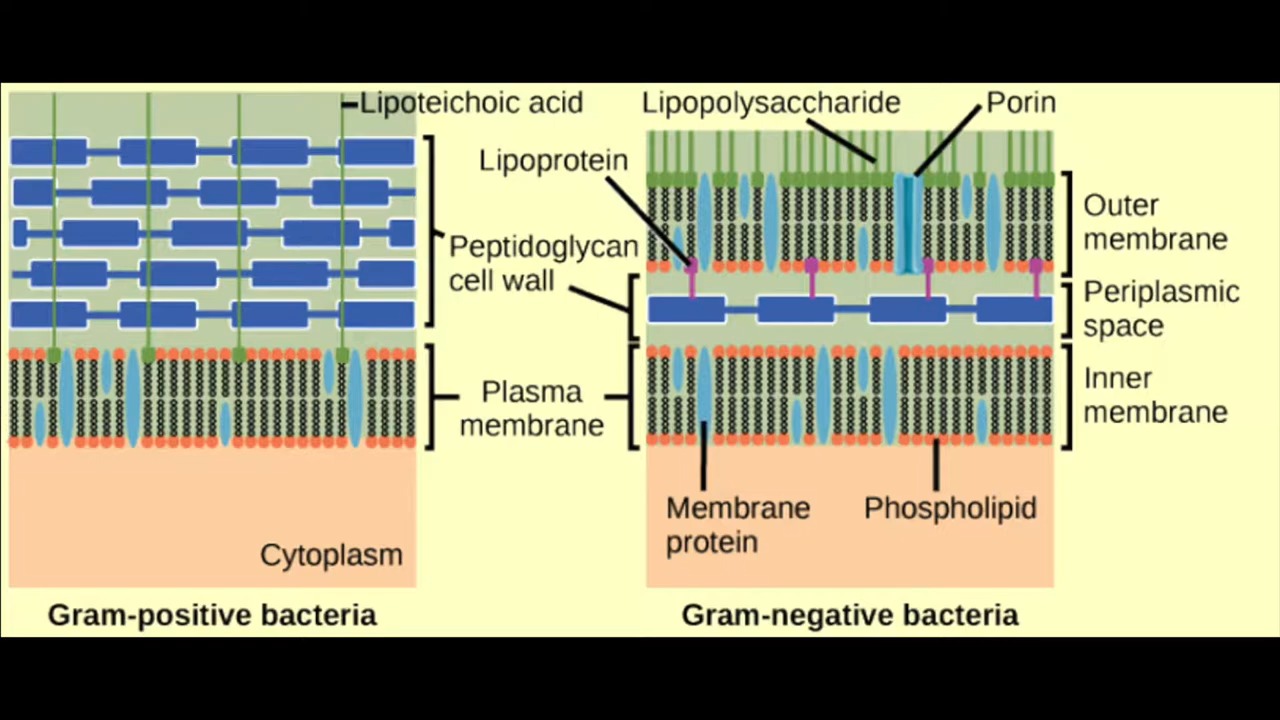 Lipoteichoic acid
Lipopolysaccharide
Porin
Lipoprotein
Peptidoglycan
cell wall
Outer
membrane
Periplasmic
space
Plasma
membrane
Inner
membrane
Membrane
protein
Phospholipid
Cytoplasm
Gram-positive bacteria
Gram-negative bacteria